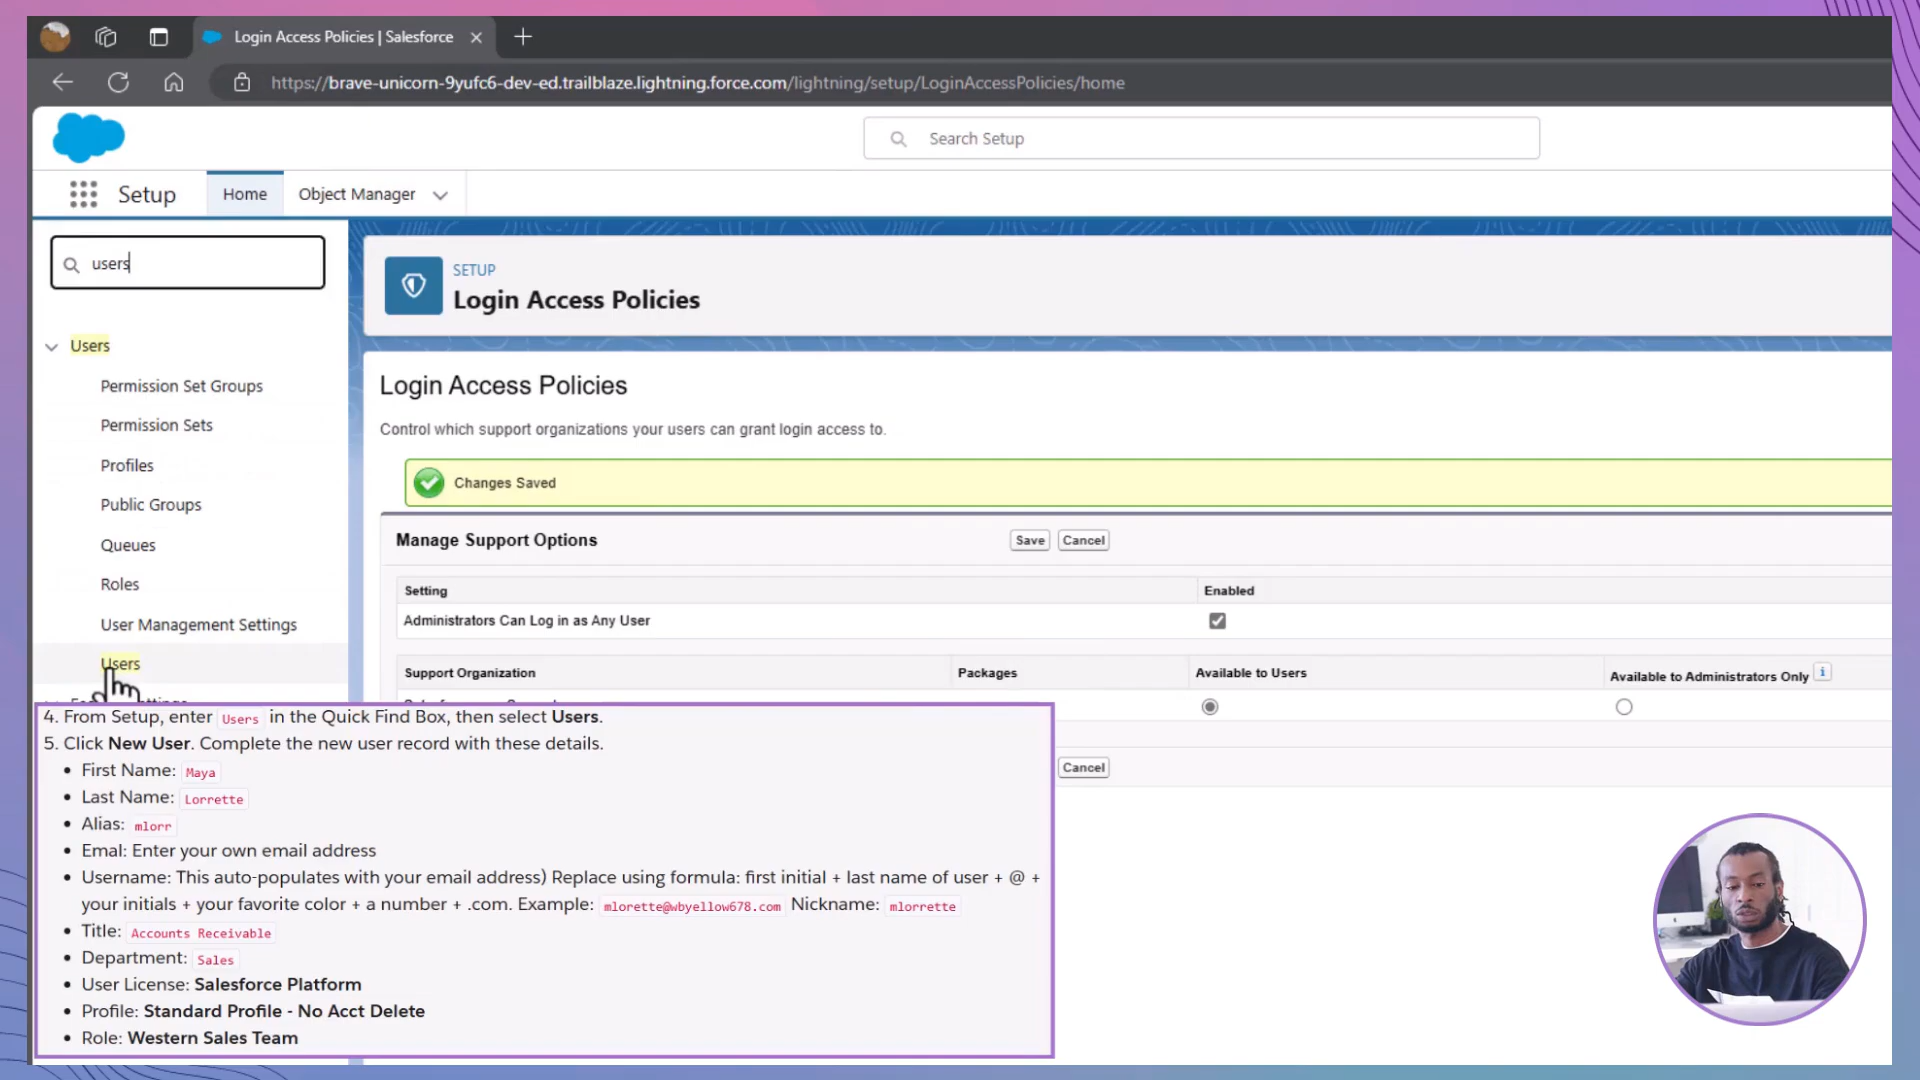 Login Access Policies | Salesforce
https://brave-unicorn-9yufc6-dev-ed.trailblaze.lightning.force.com/lightning/setup/LoginAccessPolicies/home
Search Setup
Setup
Home
Object Manager
users
Users
Permission Set Groups
Permission Sets
Profiles
Public Groups
Queues
Roles
User Management Settings
Users
SETUP
Login Access Policies
Login Access Policies
Control which support organizations your users can grant login access to.
Changes Saved
Manage Support Options
Save Cancel
Setting Enabled
Administrators Can Log in as Any User
Support Organization Packages Available to Users Available to Administrators Only i
Cancel
4. From Setup, enter Users in the Quick Find Box, then select Users.
5. Click New User. Complete the new user record with these details.
• First Name: Maya
• Last Name: Lorrette
• Alias: mlorr
• Emal: Enter your own email address
• Username: This auto-populates with your email address) Replace using formula: first initial + last name of user + @ +
your initials + your favorite color + a number + .com. Example: mlorette@wbyellow678.com Nickname: mlorrette
• Title: Accounts Receivable
• Department: Sales
• User License: Salesforce Platform
• Profile: Standard Profile - No Acct Delete
• Role: Western Sales Team